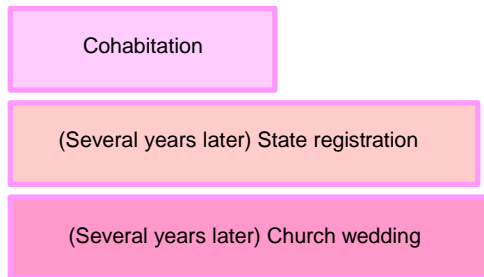 Cohabitation
(Several years later) State registration
(Several years later) Church wedding